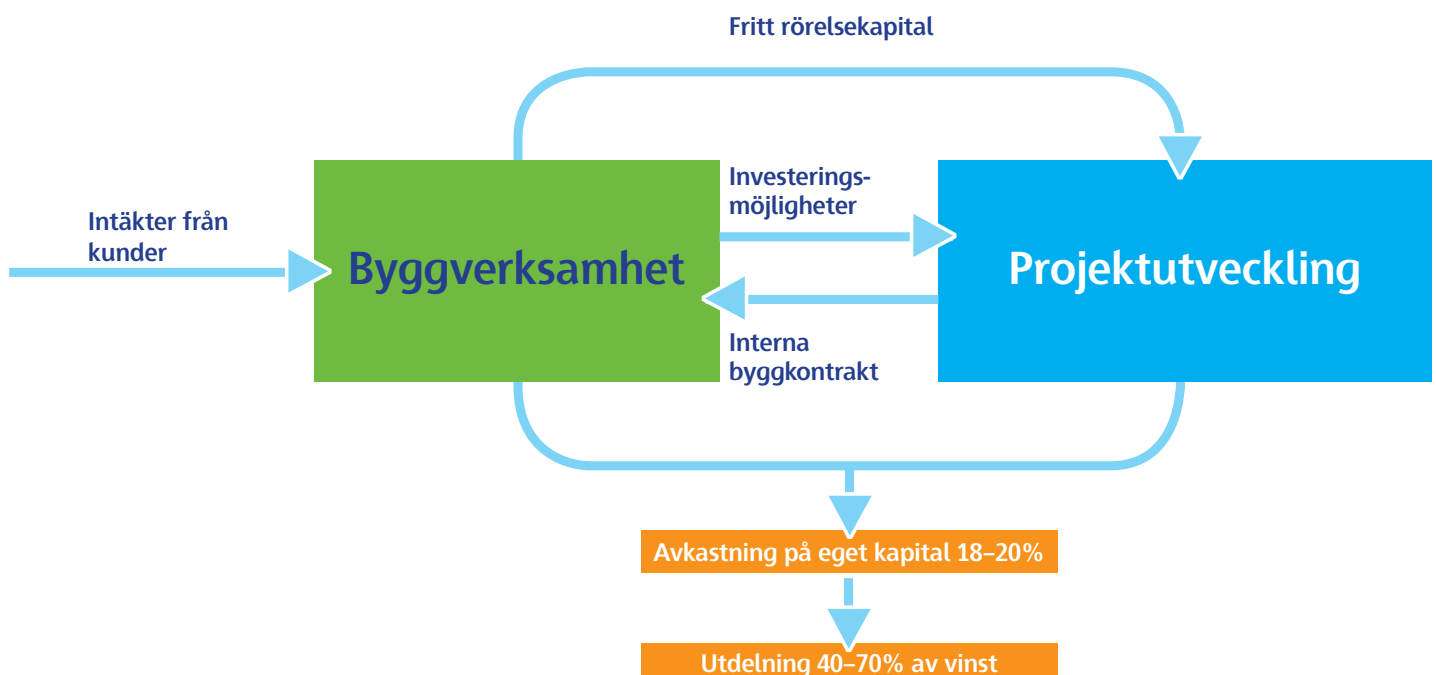 Fritt rörelsekapital
Intäkter från
kunder
Byggverksamhet
Investerings-
möjligheter
Interna
byggkontrakt
Projektutveckling
Avkastning på eget kapital 18–20%
Utdelning 40–70% av vinst